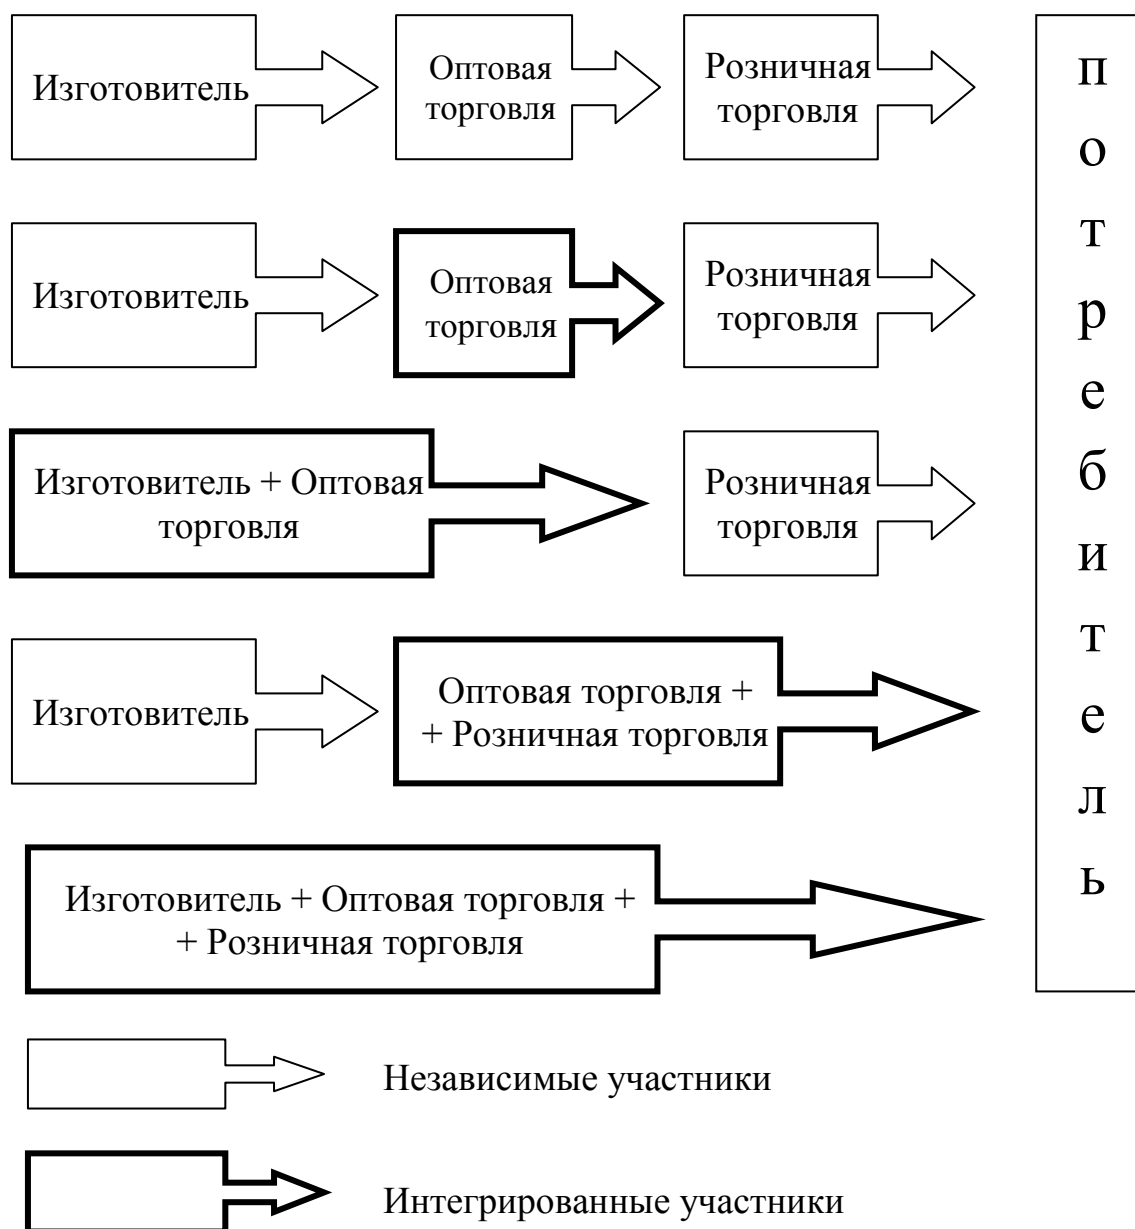 Изготовитель
Оптовая
торговля
Розничная
торговля
Изготовитель
Оптовая
торговля
Розничная
торговля
Изготовитель + Оптовая
торговля
Розничная
торговля
Изготовитель
Оптовая торговля +
+ Розничная торговля
Изготовитель + Оптовая торговля +
+ Розничная торговля
п
о
т
р
е
б
и
т
е
л
ь
Независимые участники
Интегрированные участники